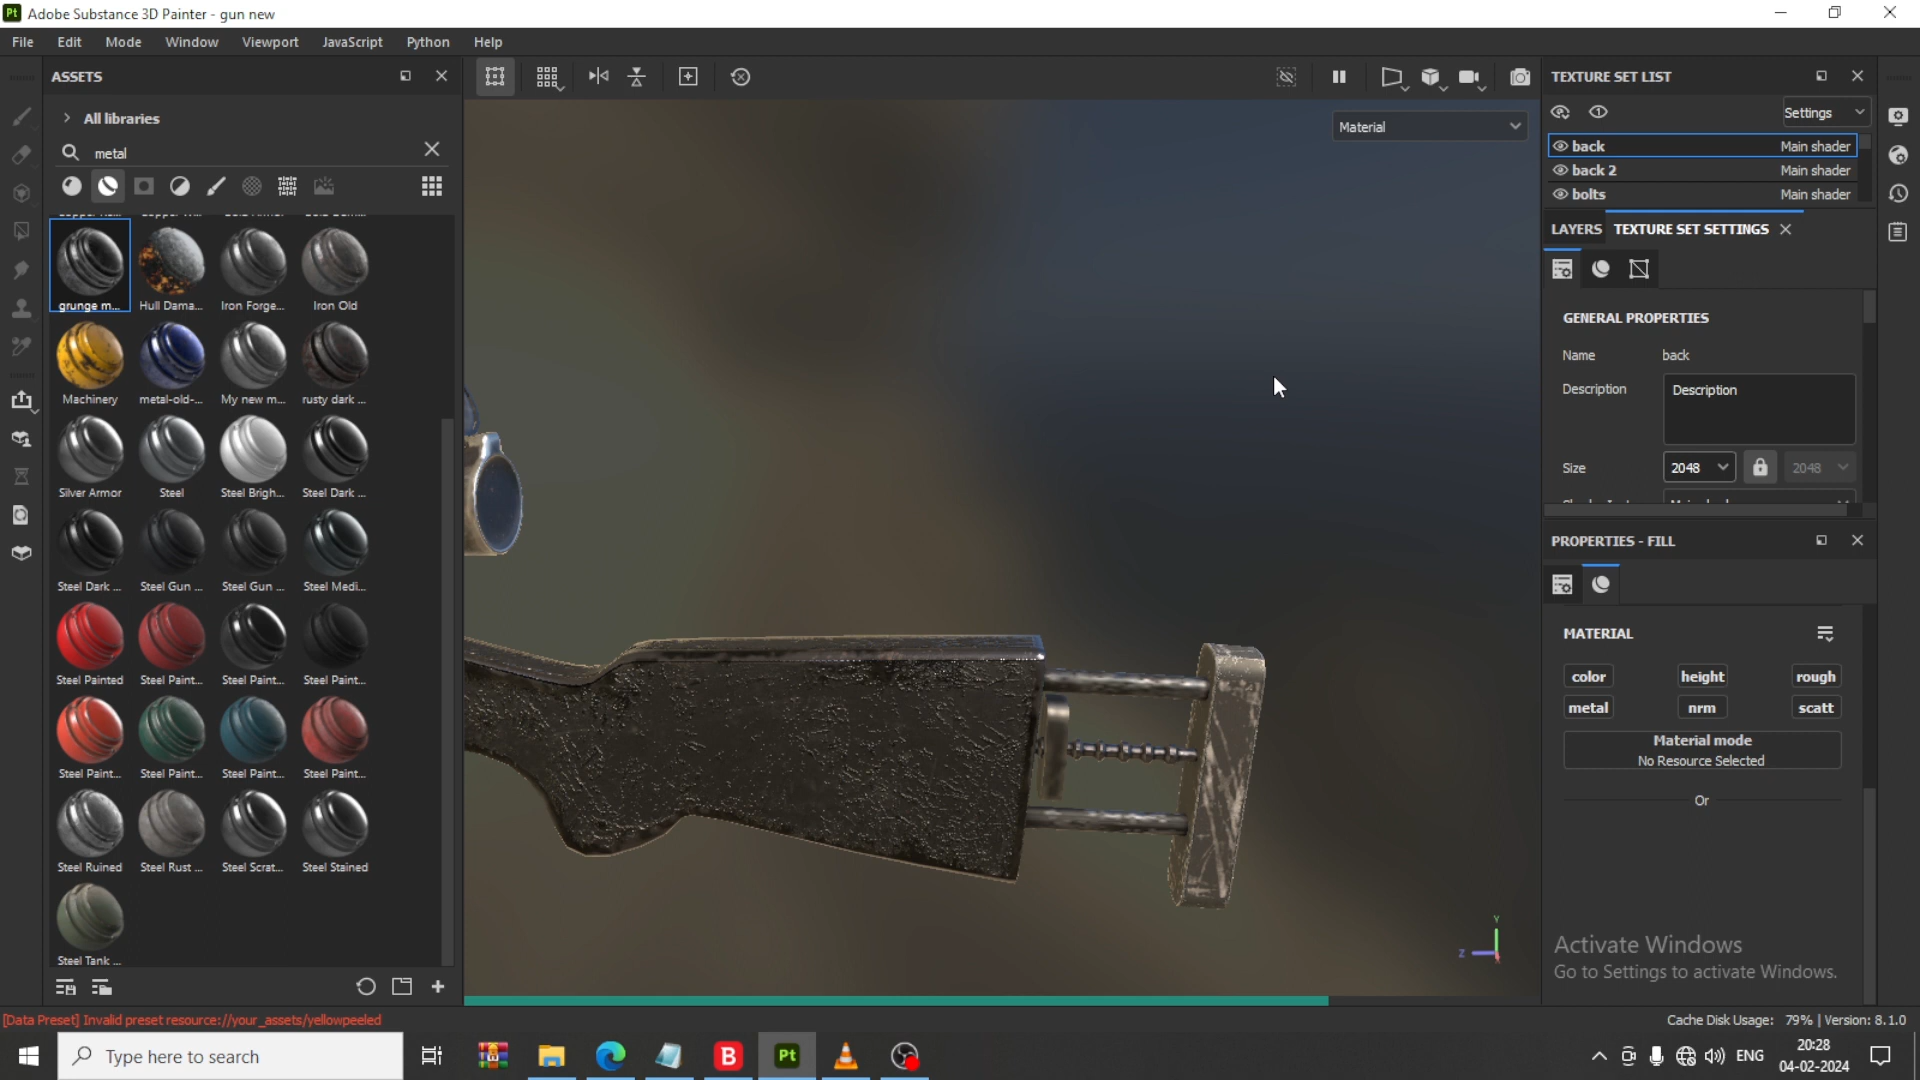 Adobe Substance 3D Painter - gun new
File Edit Mode Window Viewport JavaScript Python Help
ASSETS
All libraries
metal
grunge m... Hull Dama... Iron Forge... Iron Old
Machinery metal-old-... My new m... rusty dark ...
Silver Armor Steel Steel Brigh... Steel Dark ...
Steel Dark ... Steel Gun ... Steel Gun ... Steel Medi...
Steel Painted Steel Paint... Steel Paint... Steel Paint...
Steel Paint... Steel Paint... Steel Paint... Steel Paint...
Steel Ruined Steel Rust ... Steel Scrat... Steel Stained
Steel Tank ...
Material
TEXTURE SET LIST
Settings
back Main shader
back 2 Main shader
bolts Main shader
LAYERS TEXTURE SET SETTINGS
GENERAL PROPERTIES
Name back
Description Description
Size 2048 2048
PROPERTIES - FILL
MATERIAL
color height rough
metal nrm scatt
Material mode
No Resource Selected
Or
Y
Z
Activate Windows
Go to Settings to activate Windows.
[Data Preset] Invalid preset resource://your_assets/yellowpeeled
Cache Disk Usage: 79% | Version: 8.1.0
Type here to search
B
Pt
ENG
20:28
04-02-2024